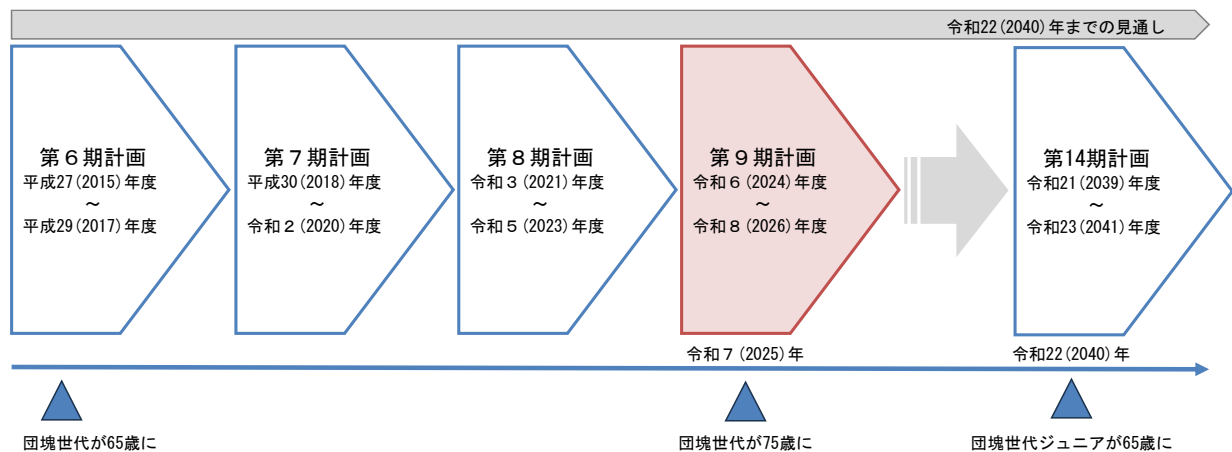 令和22(2040)年までの見通し
第６期計画
平成27(2015)年度
～
平成29(2017)年度
第７期計画
平成30(2018)年度
～
令和２(2020)年度
第８期計画
令和３(2021)年度
～
令和５(2023)年度
第９期計画
令和６(2024)年度
～
令和８(2026)年度
第14期計画
令和21(2039)年度
～
令和23(2041)年度
令和７(2025)年
令和22(2040)年
団塊世代が65歳に
団塊世代が75歳に
団塊世代ジュニアが65歳に